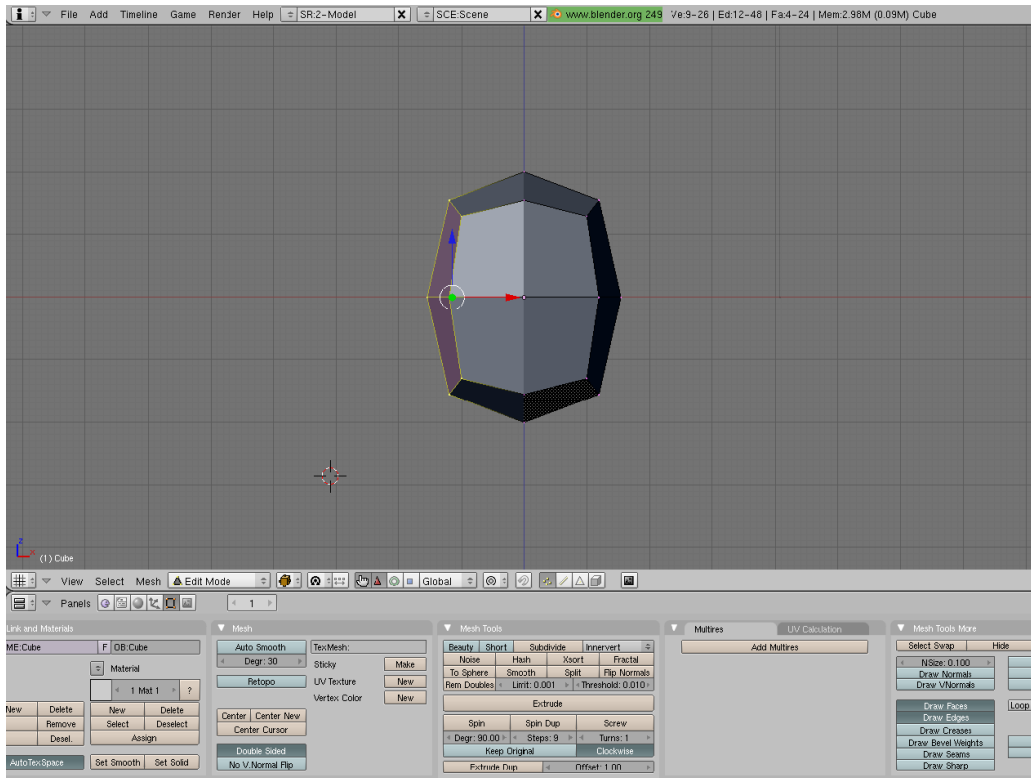 File Add Timeline Game Render Help SR:2-Model X SCE:Scene X www.blender.org 249 Ve:9-26 | Ed:12-48 | Fa:4-24 | Mem:2.98M (0.09M) Cube
z
x
(1) Cube
View Select Mesh Edit Mode Global
Panels 1
Link and Materials
ME:Cube F OB:Cube
Material
1 Mat 1 ?
New Delete New Delete
Remove Select Deselect
Desel. Assign
AutoTexSpace Set Smooth Set Solid
Mesh
Auto Smooth TexMesh:
Degr: 30 Sticky Make
Retopo UV Texture New
Vertex Color New
Center Center New
Center Cursor
Double Sided
No V.Normal Flip
Mesh Tools
Beauty Short Subdivide Innervert
Noise Hash Xsort Fractal
To Sphere Smooth Split Flip Normals
Rem Doubles Limit: 0.001 Threshold: 0.010
Extrude
Spin Spin Dup Screw
Degr: 90.00 Steps: 9 Turns: 1
Keep Original Clockwise
Extrude Dup Offset: 1.00
Multires UV Calculation
Add Multires
Mesh Tools More
Select Swap Hide
NSize: 0.100
Draw Normals
Draw VNormals
Draw Faces Loop
Draw Edges
Draw Creases
Draw Bevel Weights
Draw Seams
Draw Sharp